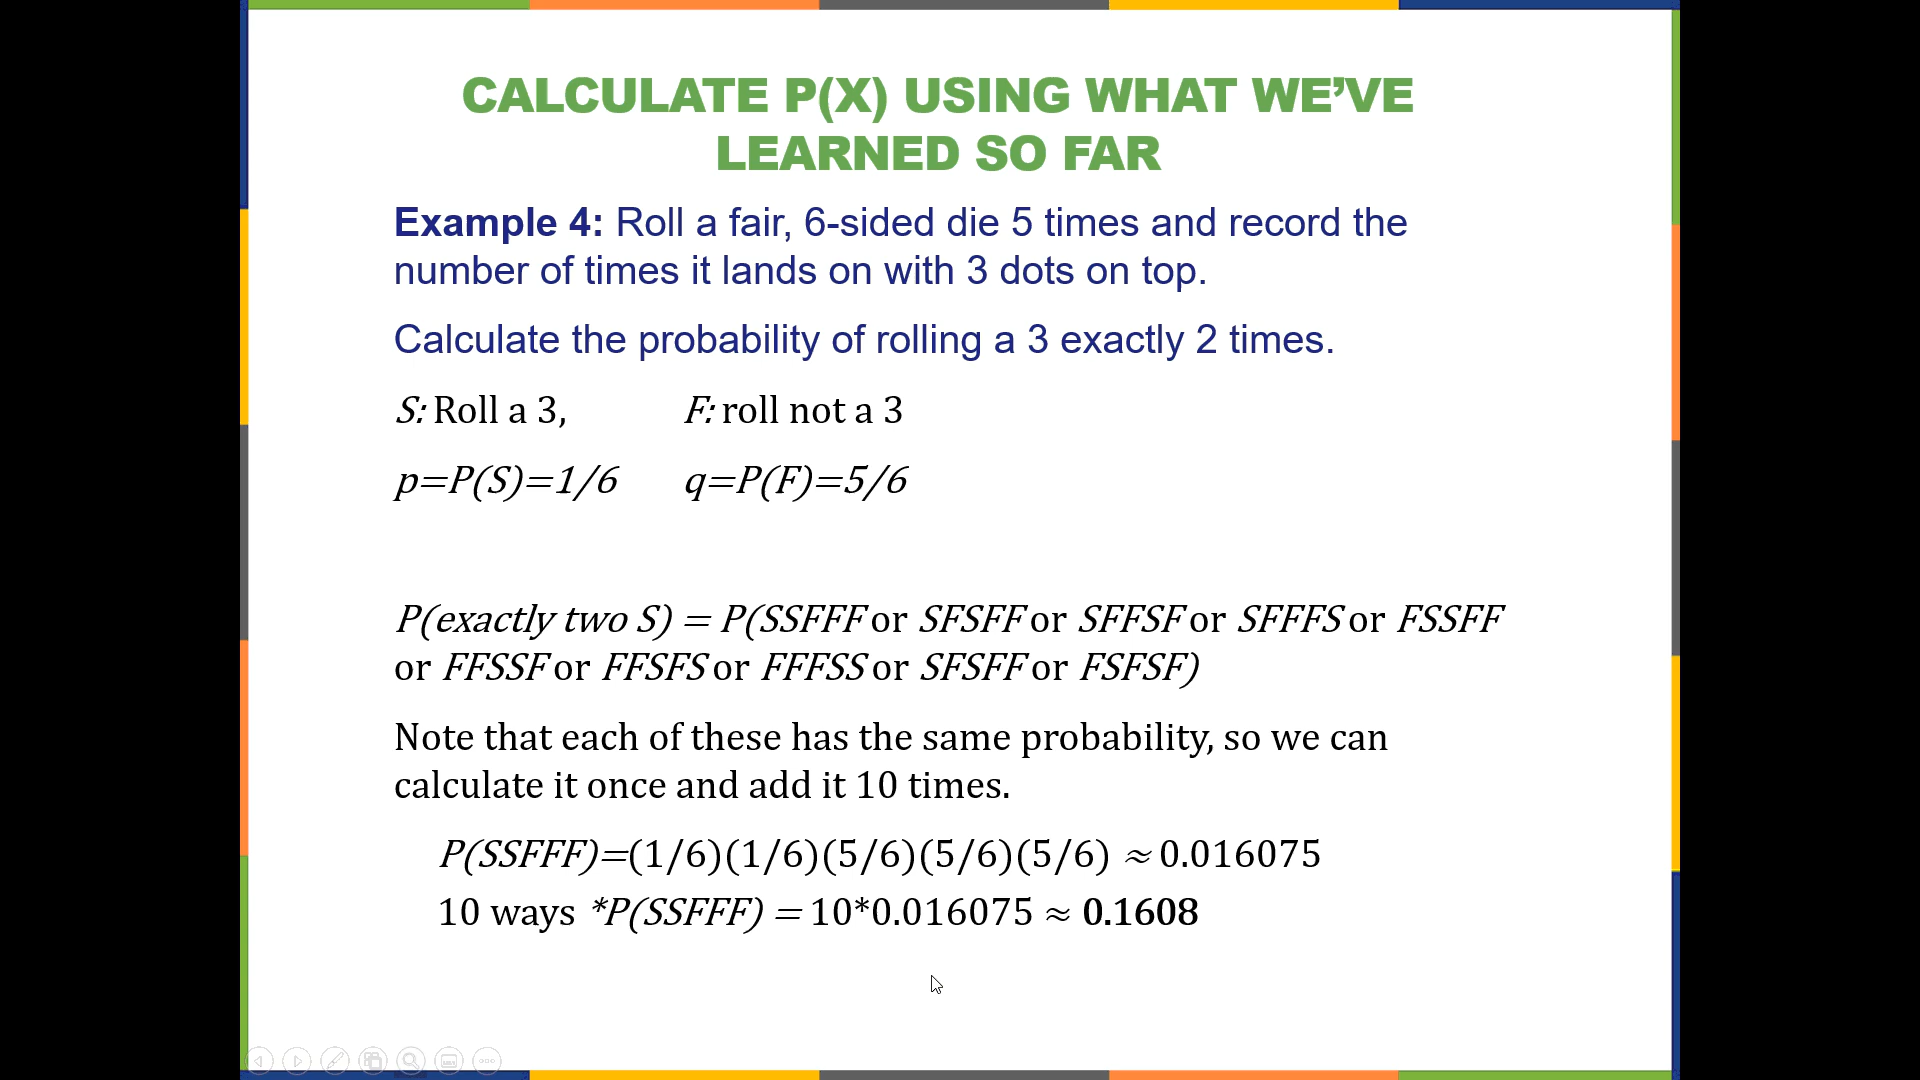 CALCULATE P(X) USING WHAT WE’VE
LEARNED SO FAR
Example 4: Roll a fair, 6-sided die 5 times and record the
number of times it lands on with 3 dots on top.
Calculate the probability of rolling a 3 exactly 2 times.
S: Roll a 3, F: roll not a 3
p=P(S)=1/6 q=P(F)=5/6
P(exactly two S) = P(SSFFF or SFSFF or SFFSF or SFFFS or FSSFF
or FFSSF or FFSFS or FFFSS or SFSFF or FSFSF)
Note that each of these has the same probability, so we can
calculate it once and add it 10 times.
P(SSFFF)=(1/6)(1/6)(5/6)(5/6)(5/6) ≈ 0.016075
10 ways *P(SSFFF) = 10*0.016075 ≈ 0.1608